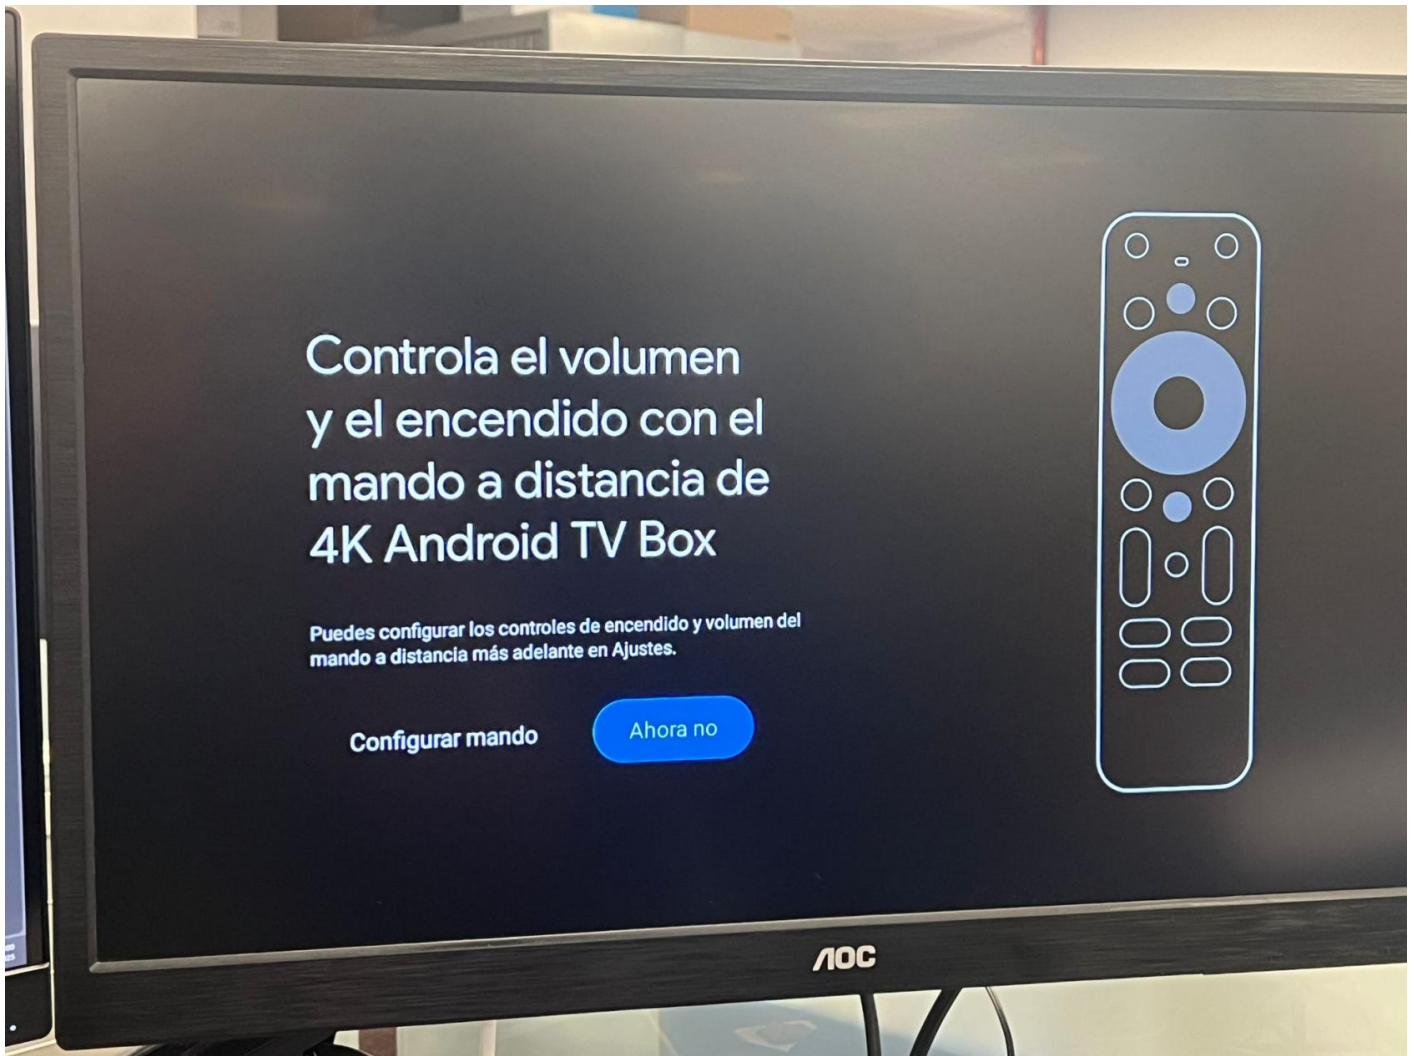 Controla el volumen
y el encendido con el
mando a distancia de
4K Android TV Box
Puedes configurar los controles de encendido y volumen del
mando a distancia más adelante en Ajustes.
Configurar mando
Ahora no
AOC